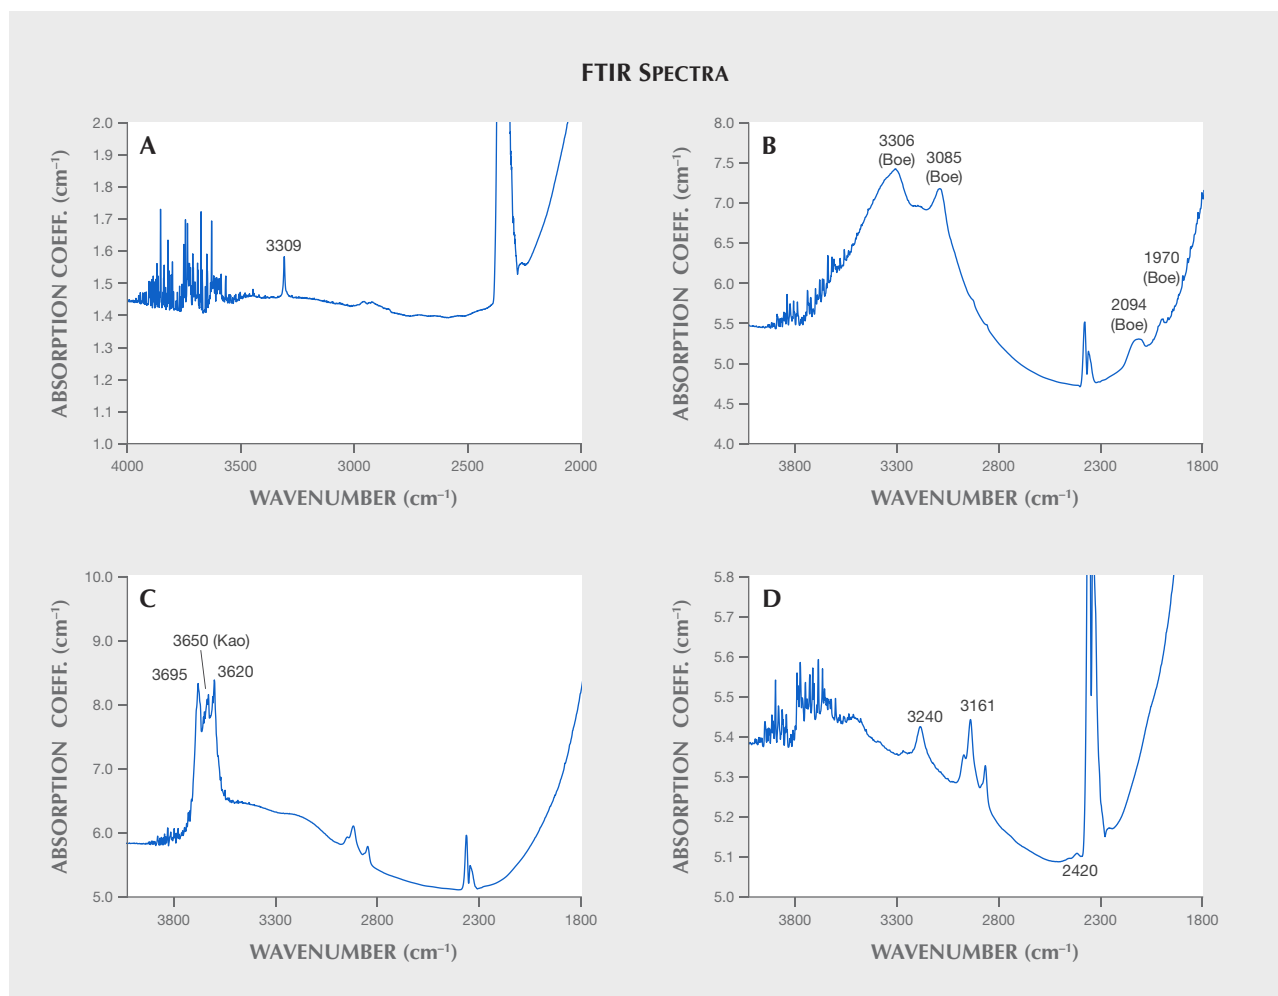 FTIR SPECTRA
A
ABSORPTION COEFF. (cm⁻¹)
2.0
1.9
1.8
1.7
1.6
1.5
1.4
1.3
1.2
1.1
1.0
3309
4000 3500 3000 2500 2000
WAVENUMBER (cm⁻¹)
B
ABSORPTION COEFF. (cm⁻¹)
8.0
7.5
7.0
6.5
6.0
5.5
5.0
4.5
4.0
3306
(Boe)
3085
(Boe)
1970
(Boe)
2094
(Boe)
3800 3300 2800 2300 1800
WAVENUMBER (cm⁻¹)
C
ABSORPTION COEFF. (cm⁻¹)
10.0
9.0
8.0
7.0
6.0
5.0
3650 (Kao)
3695
3620
3800 3300 2800 2300 1800
WAVENUMBER (cm⁻¹)
D
ABSORPTION COEFF. (cm⁻¹)
5.8
5.7
5.6
5.5
5.4
5.3
5.2
5.1
5.0
3240
3161
2420
3800 3300 2800 2300 1800
WAVENUMBER (cm⁻¹)